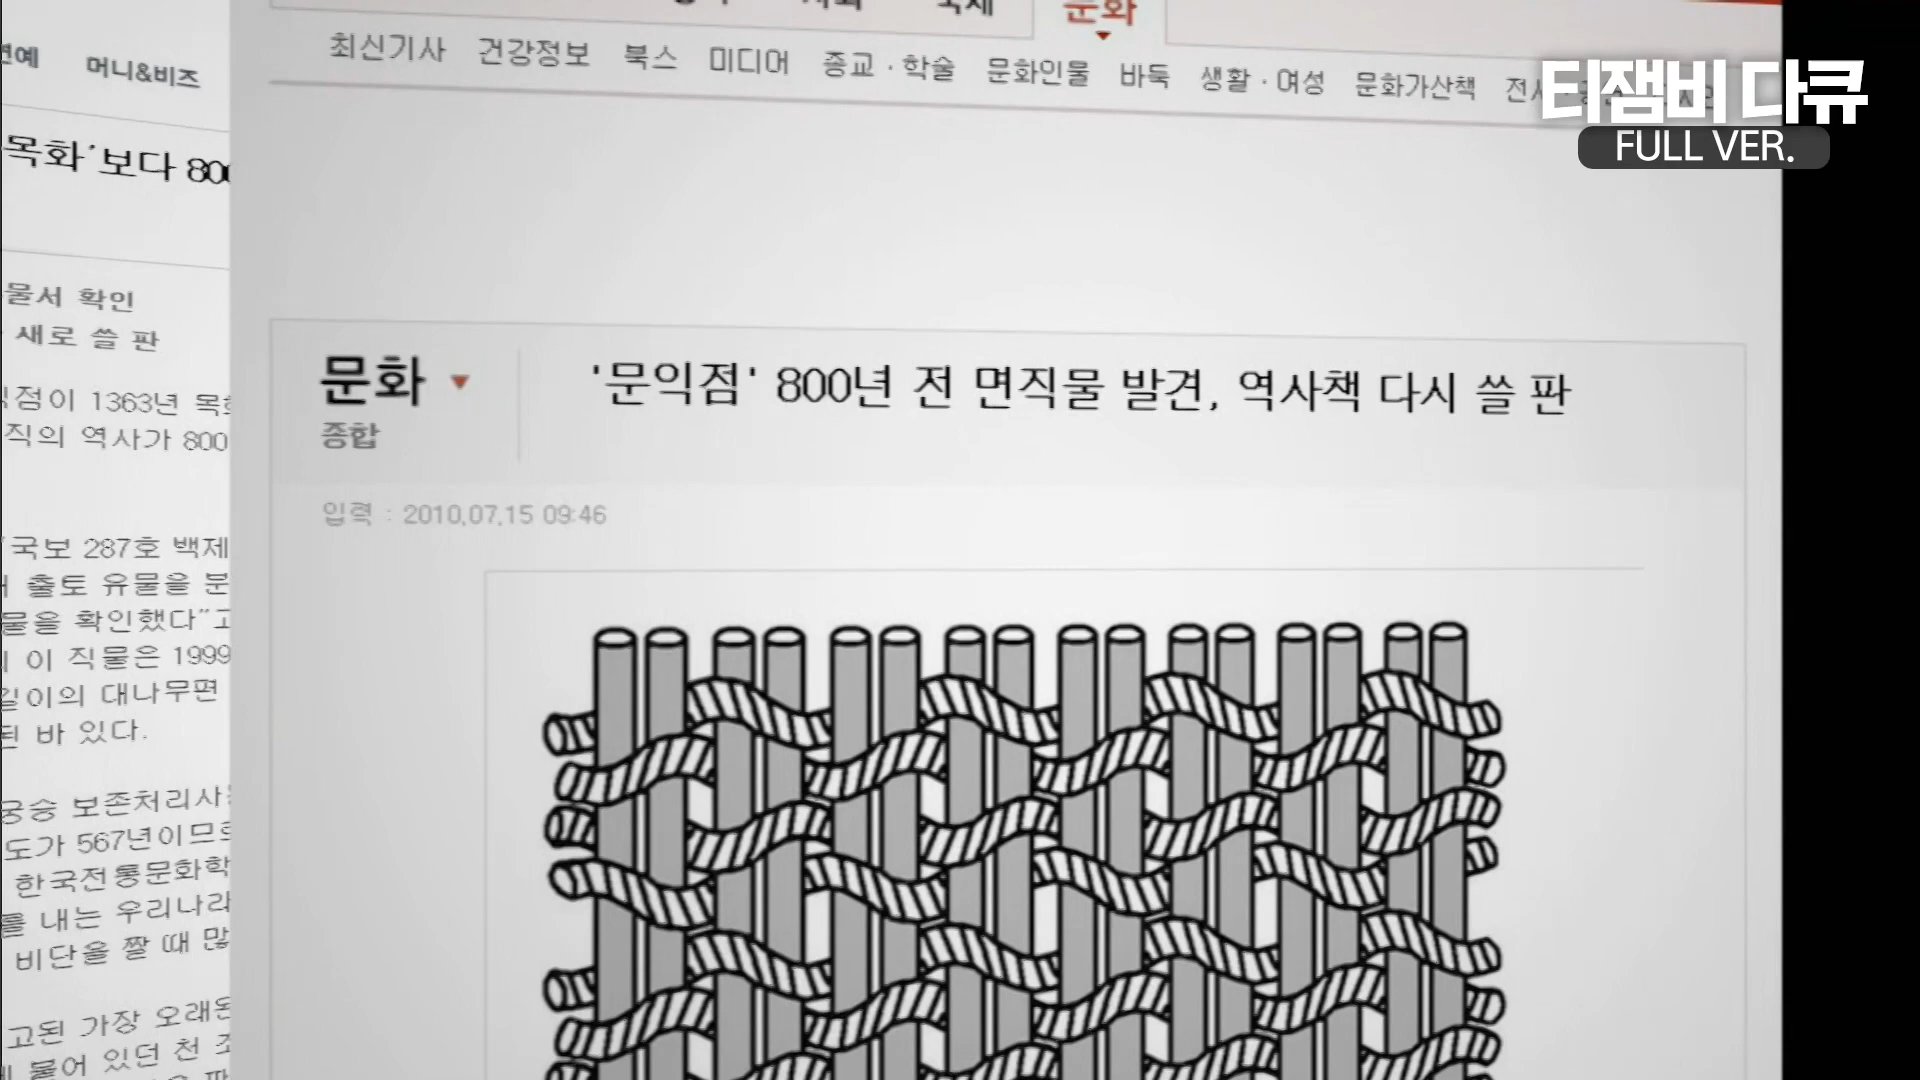 티잼비 다큐
FULL VER.
국제
문화
최신기사 건강정보 북스 미디어 종교·학술 문화인물 바둑 생활·여성 문화가산책
문화
종합
'문익점' 800년 전 면직물 발견, 역사책 다시 쓸 판
입력 : 2010.07.15 09:46
머니&비즈
목화'보다 800
물서 확인
새로 쓸 판
점이 1363년
직의 역사가 800
국보 287호 백제
출토 유물을 분
물을 확인했다"고
이 직물은 1999
길이의 대나무편
된 바 있다.
보존처리사
도가 567년이므로
한국전통문화학
를 내는 우리나라
비단을 짤 때 많
고된 가장 오래된
붙어 있던 천 조